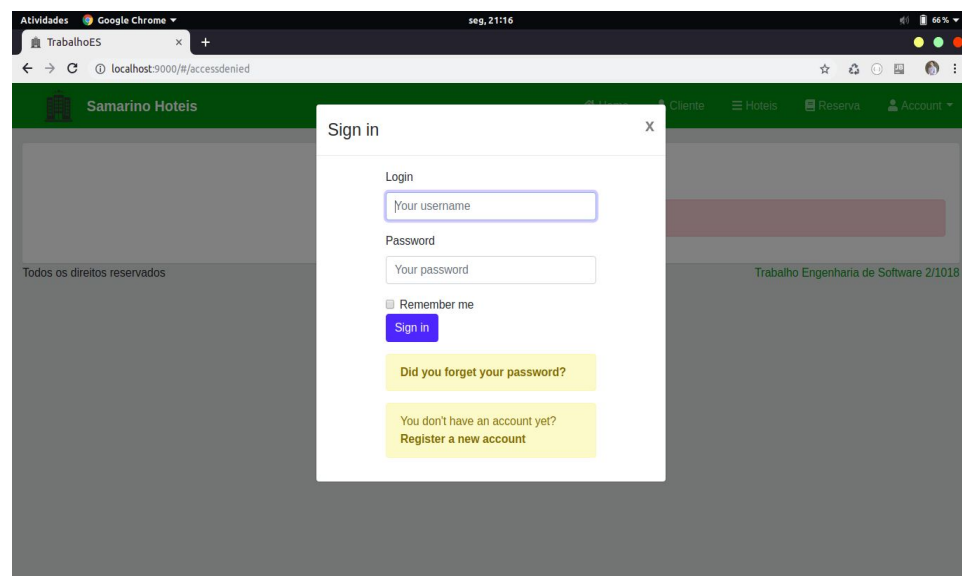 Atividades Google Chrome seg, 21:16 66 %
TrabalhoES × +
localhost:9000/#/accessdenied
Samarino Hoteis Home Cliente Hoteis Reserva Account
Sign in X
Login
Your username
Password
Your password
Remember me
Sign in
Did you forget your password?
You don't have an account yet?
Register a new account
Todos os direitos reservados Trabalho Engenharia de Software 2/1018